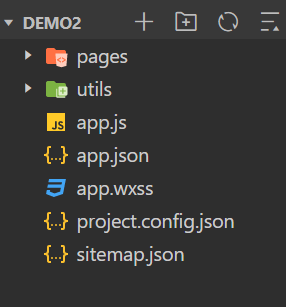 DEMO2
pages
utils
JS app.js
{..} app.json
app.wxss
{..} project.config.json
{..} sitemap.json